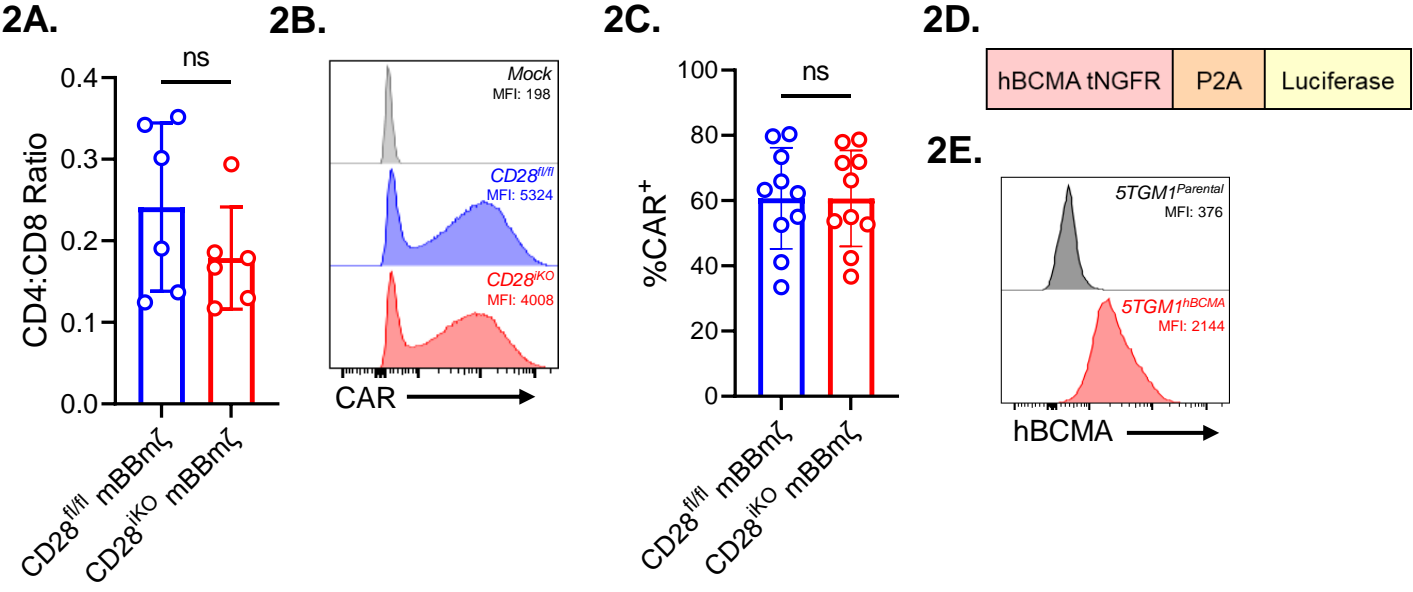 2A.
ns
CD4:CD8 Ratio
0.4
0.3
0.2
0.1
0.0
CD28fl/fl mBBmζ
CD28iKO mBBmζ
2B.
Mock
MFI: 198
CD28fl/fl
MFI: 5324
CD28iKO
MFI: 4008
CAR
2C.
ns
%CAR+
100
80
60
40
20
0
CD28fl/fl mBBmζ
CD28iKO mBBmζ
2D.
hBCMA tNGFR P2A Luciferase
2E.
5TGM1Parental
MFI: 376
5TGM1hBCMA
MFI: 2144
hBCMA